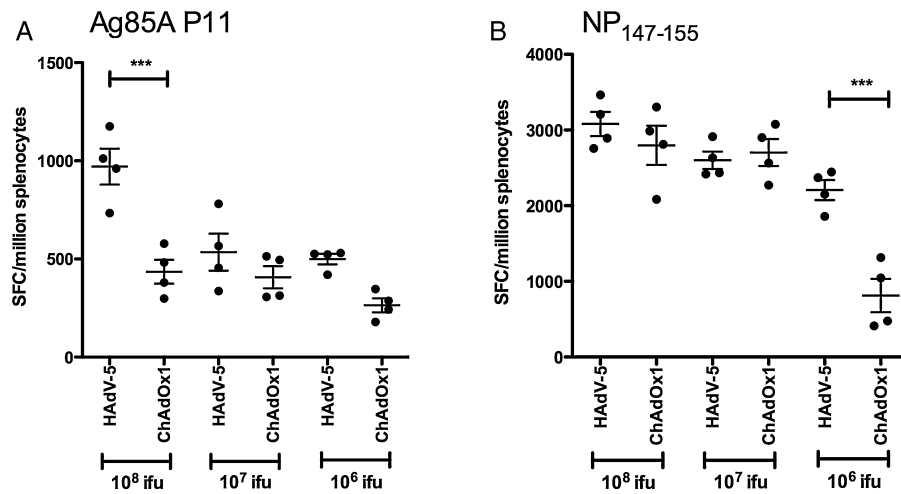 A Ag85A P11
***
1500
1000
500
0
SFC/million splenocytes
HAdV-5
ChAdOx1
HAdV-5
ChAdOx1
HAdV-5
ChAdOx1
10⁸ ifu
10⁷ ifu
10⁶ ifu
B NP₁₄₇₋₁₅₅
***
4000
3000
2000
1000
0
SFC/million splenocytes
HAdV-5
ChAdOx1
HAdV-5
ChAdOx1
HAdV-5
ChAdOx1
10⁸ ifu
10⁷ ifu
10⁶ ifu